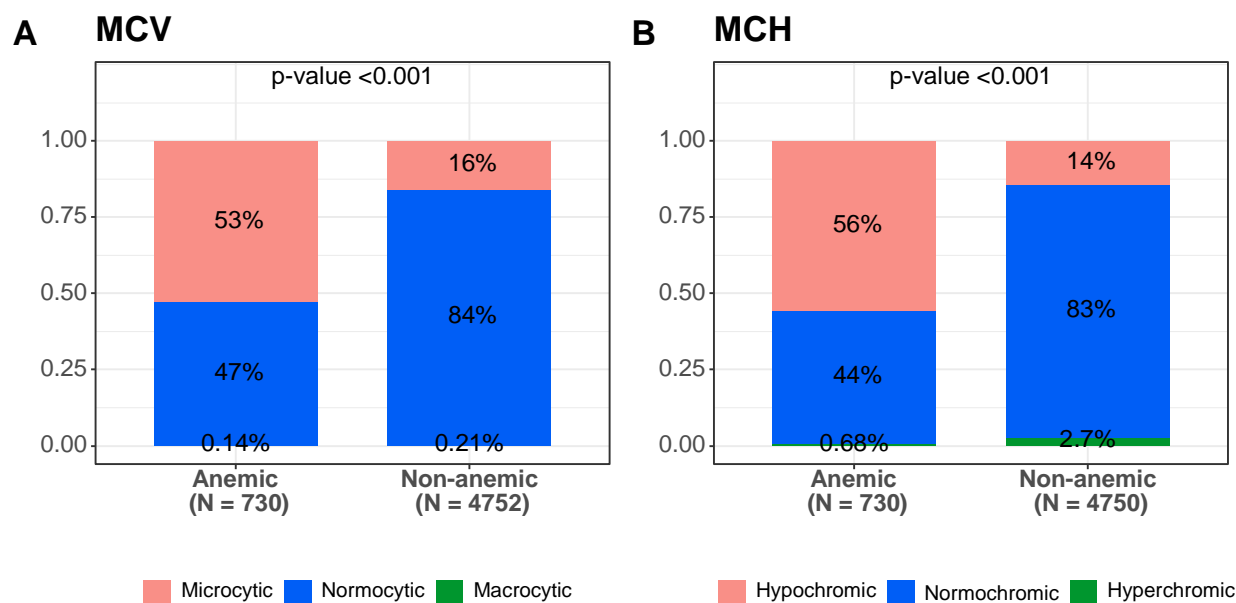 A MCV
p-value <0.001
1.00
0.75
0.50
0.25
0.00
53%
47%
0.14%
16%
84%
0.21%
Anemic
(N = 730)
Non-anemic
(N = 4752)
Microcytic Normocytic Macrocytic
B MCH
p-value <0.001
1.00
0.75
0.50
0.25
0.00
56%
44%
0.68%
14%
83%
2.7%
Anemic
(N = 730)
Non-anemic
(N = 4750)
Hypochromic Normochromic Hyperchromic